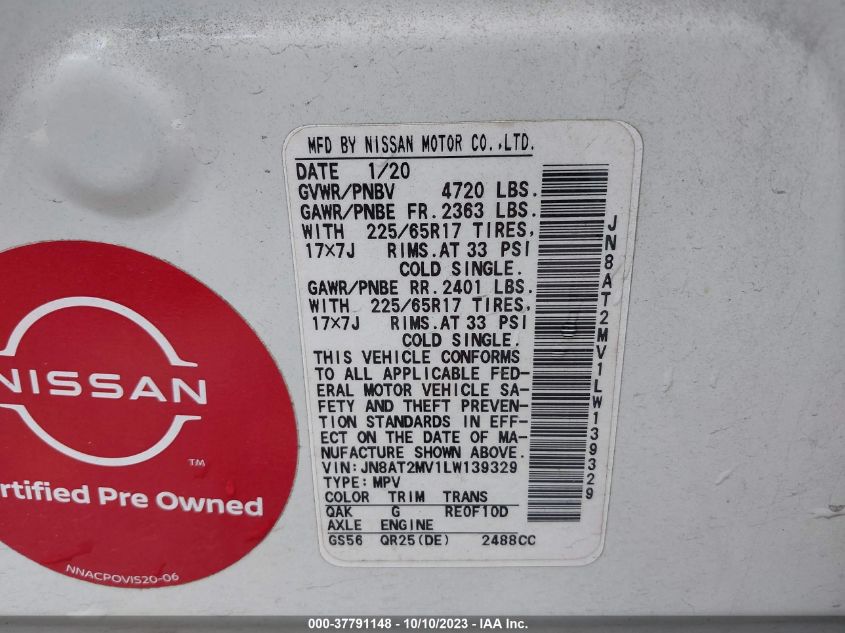 MFD BY NISSAN MOTOR CO.,LTD.
DATE 1/20
GVWR/PNBV 4720 LBS.
GAWR/PNBE FR.2363 LBS.
WITH 225/65R17 TIRES,
17×7J RIMS.AT 33 PSI
COLD SINGLE.
GAWR/PNBE RR.2401 LBS.
WITH 225/65R17 TIRES,
17×7J RIMS.AT 33 PSI
COLD SINGLE.
THIS VEHICLE CONFORMS
TO ALL APPLICABLE FED-
ERAL MOTOR VEHICLE SA-
FETY AND THEFT PREVEN-
TION STANDARDS IN EFF-
ECT ON THE DATE OF MA-
NUFACTURE SHOWN ABOVE.
VIN:JN8AT2MV1LW139329
TYPE:MPV
COLOR TRIM TRANS
QAK G RE0F10D
AXLE ENGINE
GS56 QR25(DE) 2488CC
JN8AT2MV1LW139329
NISSAN
TM
ertified Pre Owned
NNACPOVIS20-06
000-37791148 - 10/10/2023 - IAA Inc.